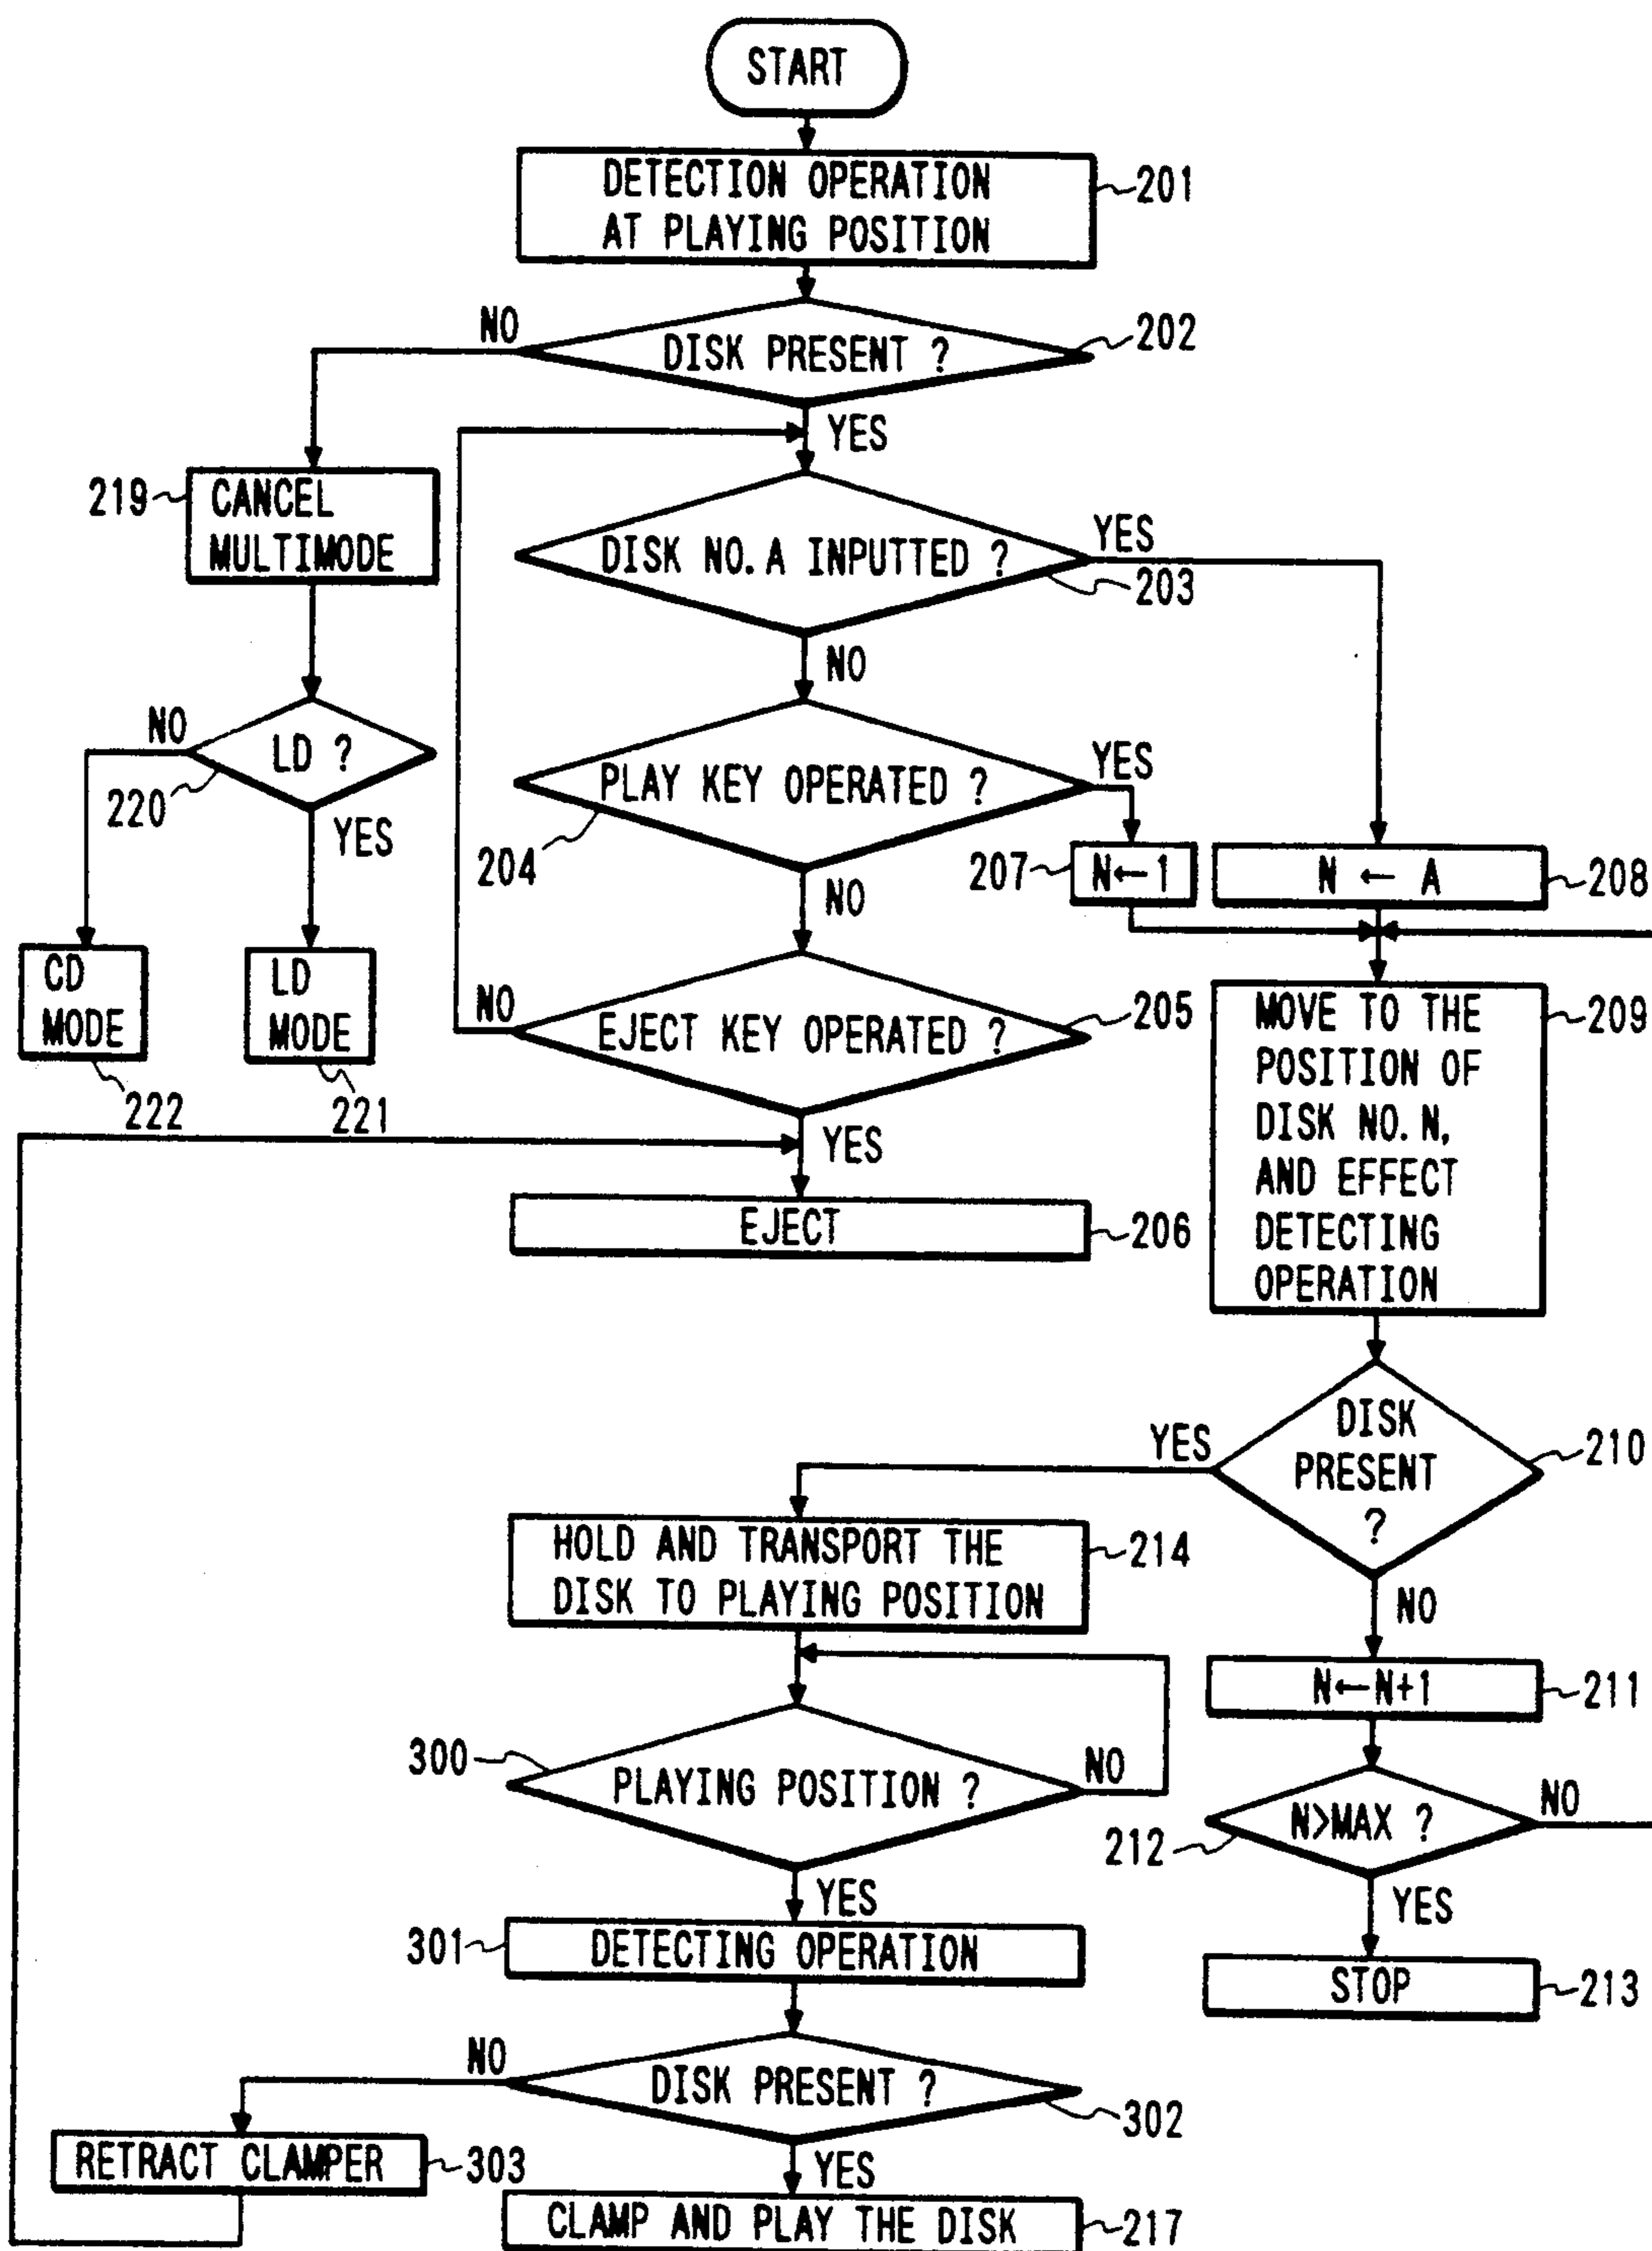 START
DETECTION OPERATION
AT PLAYING POSITION
201
NO
DISK PRESENT ?
202
YES
219
CANCEL
MULTIMODE
DISK NO. A INPUTTED ?
YES
203
NO
NO
LD ?
220
YES
PLAY KEY OPERATED ?
YES
204
NO
207
N←1
N ← A
208
CD
MODE
222
LD
MODE
221
NO
EJECT KEY OPERATED ?
205
YES
EJECT
206
MOVE TO THE
POSITION OF
DISK NO. N,
AND EFFECT
DETECTING
OPERATION
209
YES
DISK
PRESENT
?
210
NO
HOLD AND TRANSPORT THE
DISK TO PLAYING POSITION
214
N←N+1
211
300
PLAYING POSITION ?
NO
YES
N>MAX ?
212
NO
YES
301
DETECTING OPERATION
STOP
213
NO
DISK PRESENT ?
302
YES
RETRACT CLAMPER
303
CLAMP AND PLAY THE DISK
217